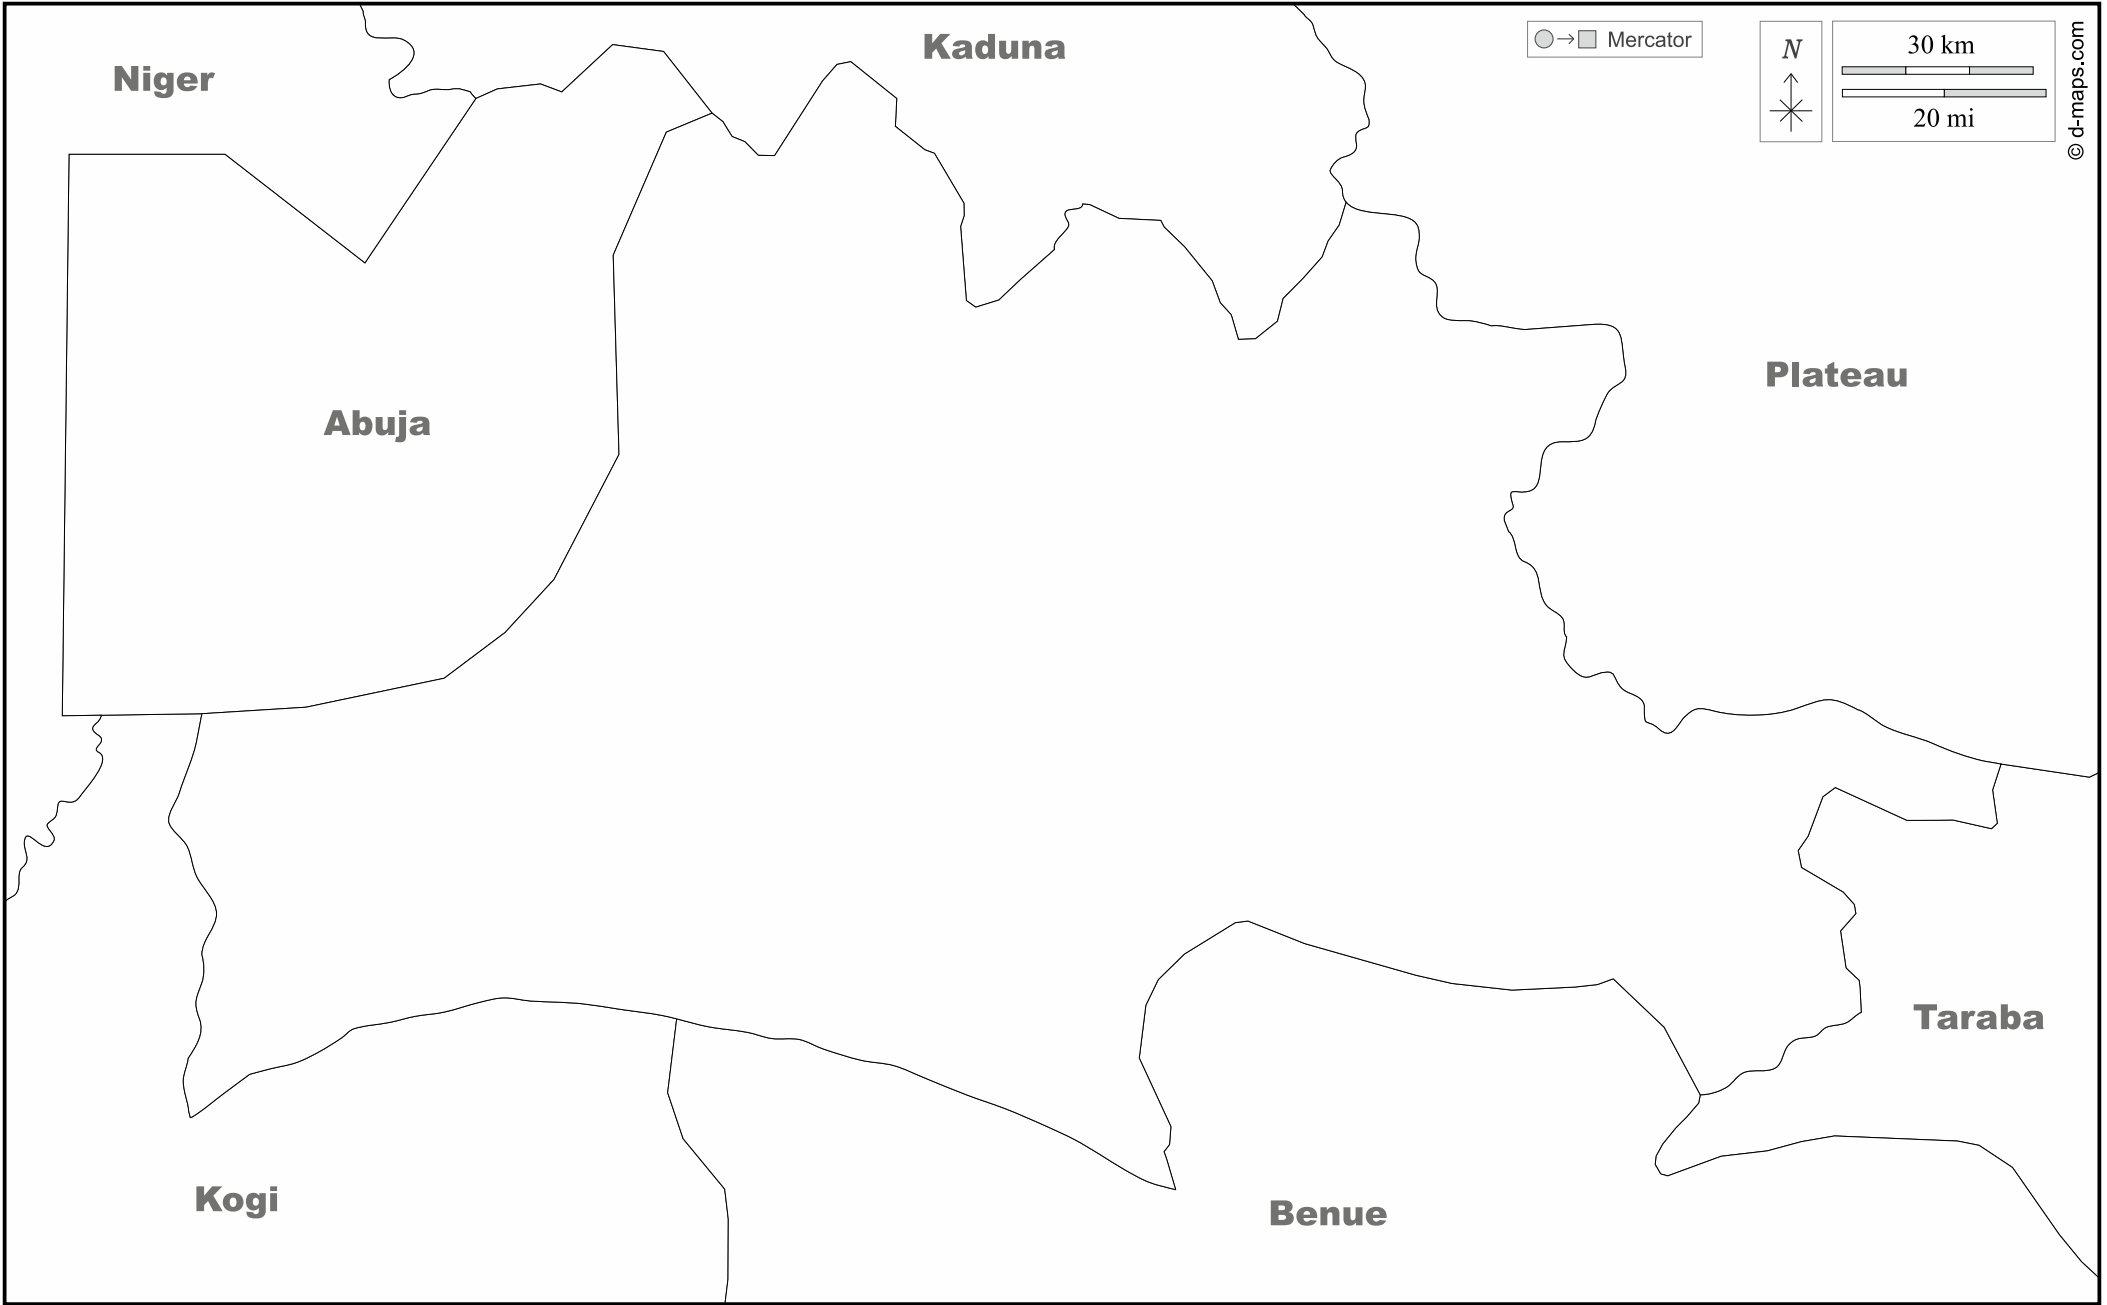 Kaduna
Niger
Mercator
N
30 km
20 mi
© d-maps.com
Plateau
Abuja
Taraba
Kogi
Benue